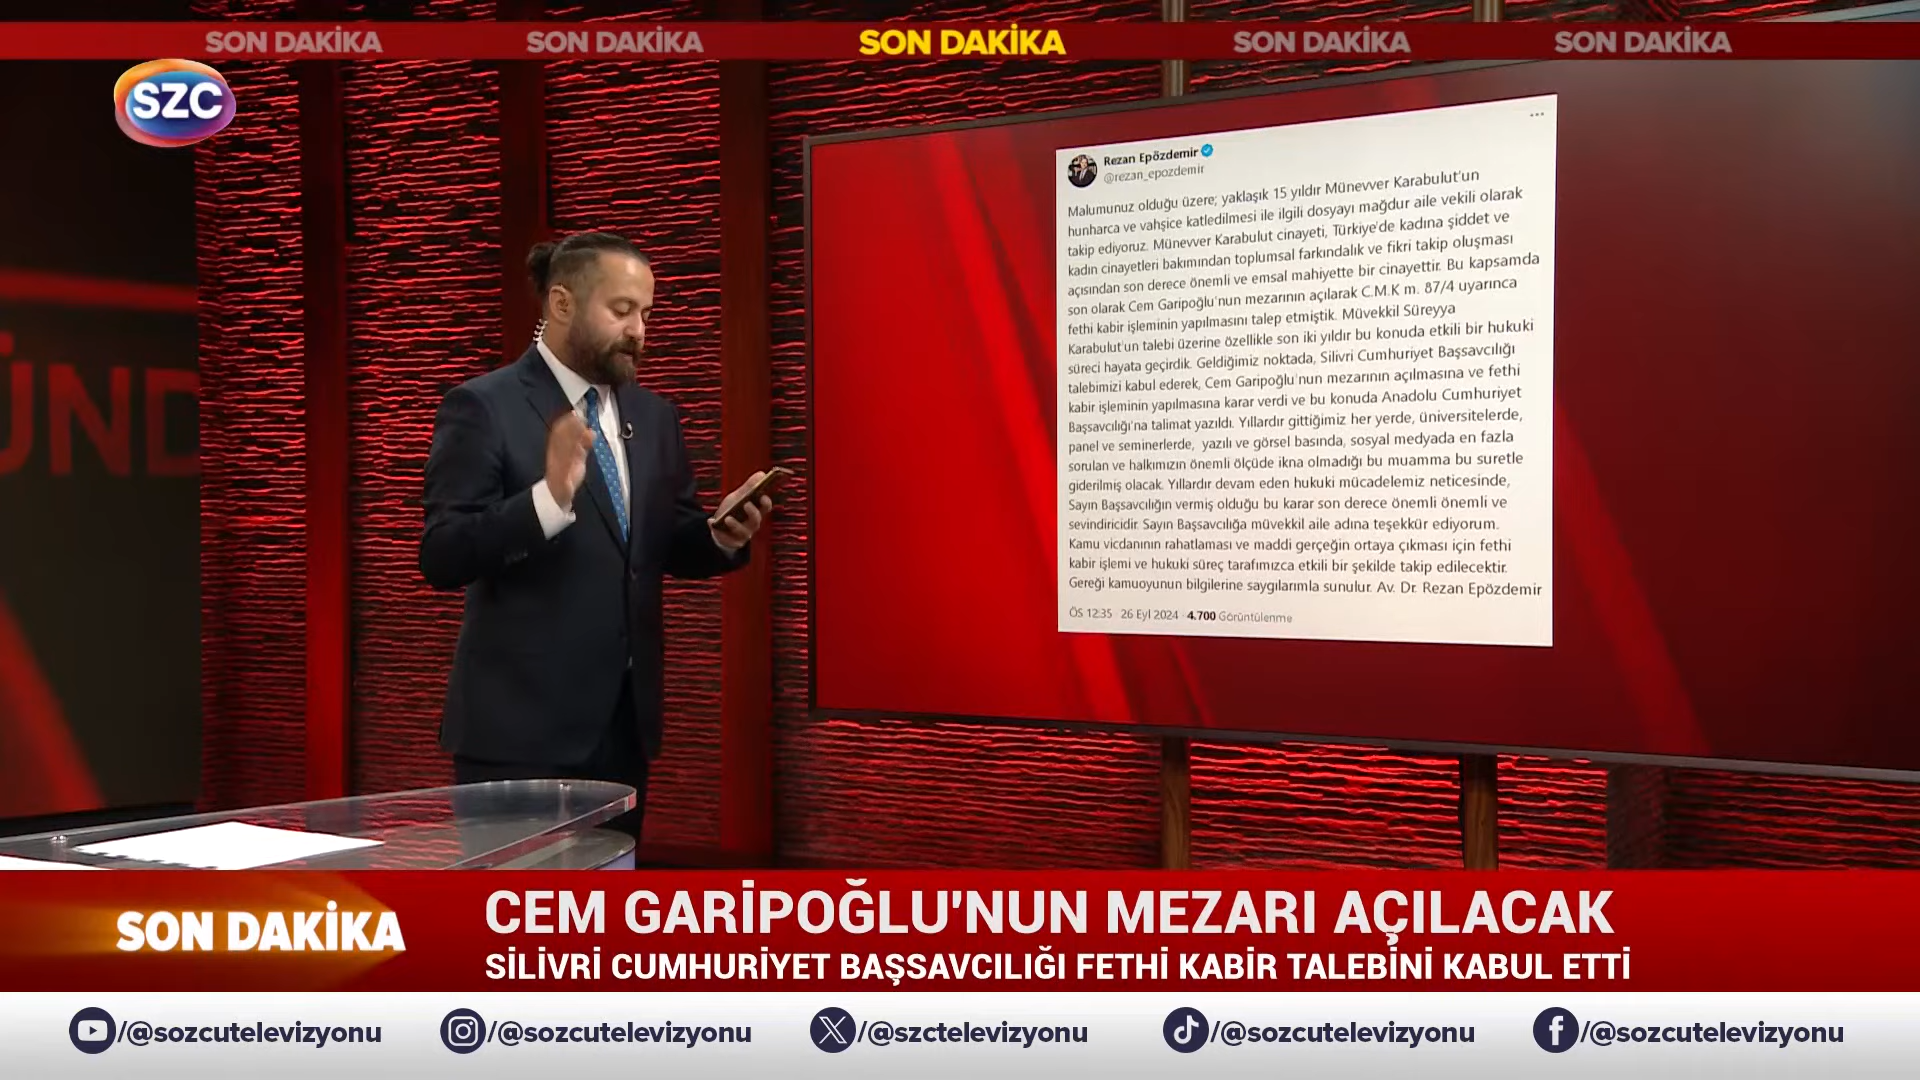 SON DAKİKA SON DAKİKA SON DAKİKA SON DAKİKA SON DAKİKA
SZC
Rezan Epözdemir
@rezan_epozdemir
Malumunuz olduğu üzere; yaklaşık 15 yıldır Münevver Karabulut'un
hunharca ve vahşice katledilmesi ile ilgili dosyayı mağdur aile vekili olarak
takip ediyoruz. Münevver Karabulut cinayeti, Türkiye'de kadına şiddet ve
kadın cinayetleri bakımından toplumsal farkındalık ve fikri takip oluşması
açısından son derece önemli ve emsal mahiyette bir cinayettir. Bu kapsamda
son olarak Cem Garipoğlu'nun mezarının açılarak C.M.K m. 87/4 uyarınca
fethi kabir işleminin yapılmasını talep etmiştik. Müvekkil Süreyya
Karabulut'un talebi üzerine özellikle son iki yıldır bu konuda etkili bir hukuki
süreci hayata geçirdik. Geldiğimiz noktada, Silivri Cumhuriyet Başsavcılığı
talebimizi kabul ederek, Cem Garipoğlu'nun mezarının açılmasına ve fethi
kabir işleminin yapılmasına karar verdi ve bu konuda Anadolu Cumhuriyet
Başsavcılığı'na talimat yazıldı. Yıllardır gittiğimiz her yerde, üniversitelerde,
panel ve seminerlerde, yazılı ve görsel basında, sosyal medyada en fazla
sorulan ve halkımızın önemli ölçüde ikna olmadığı bu muamma bu suretle
giderilmiş olacak. Yıllardır devam eden hukuki mücadelemiz neticesinde,
Sayın Başsavcılığın vermiş olduğu bu karar son derece önemli önemli ve
sevindiricidir. Sayın Başsavcılığa müvekkil aile adına teşekkür ediyorum.
Kamu vicdanının rahatlaması ve maddi gerçeğin ortaya çıkması için fethi
kabir işlemi ve hukuki süreç tarafımızca etkili bir şekilde takip edilecektir.
Gereği kamuoyunun bilgilerine saygılarımla sunulur. Av. Dr. Rezan Epözdemir
ÖS 12:35 · 26 Eyl 2024 · 4.700 Görüntülenme
ÜND
SON DAKİKA
CEM GARİPOĞLU'NUN MEZARI AÇILACAK
SİLİVRİ CUMHURİYET BAŞSAVCILIĞI FETHİ KABİR TALEBİNİ KABUL ETTİ
/@sozcutelevizyonu /@sozcutelevizyonu /@szctelevizyonu /@sozcutelevizyonu /@sozcutelevizyonu